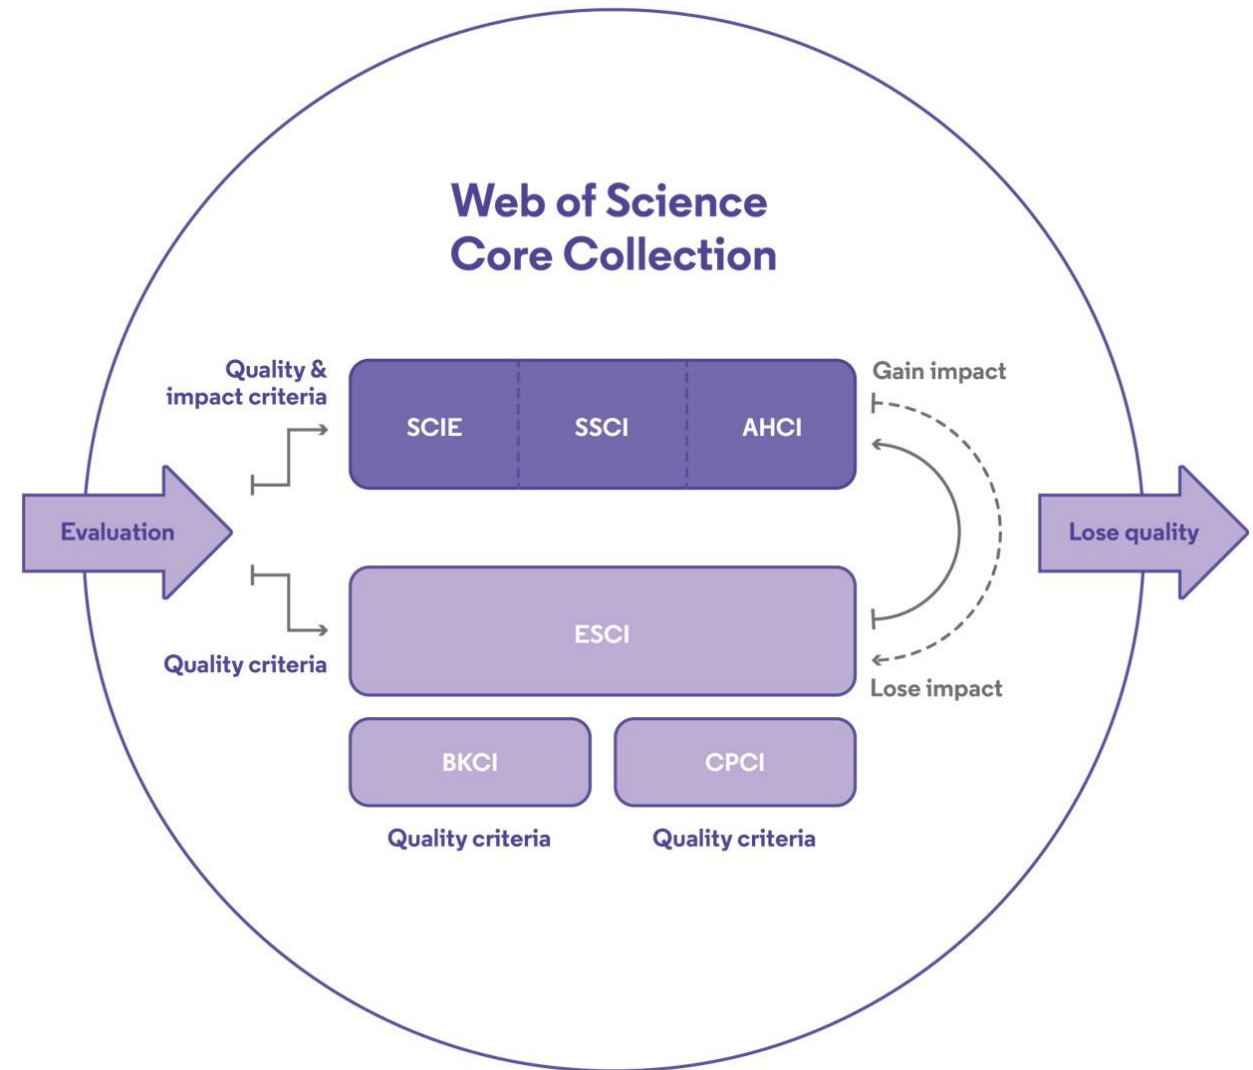 Web of Science
Core Collection
Quality &
impact criteria
SCIE
SSCI
AHCI
Gain impact
Evaluation
Lose quality
Quality criteria
ESCI
Lose impact
BKCI
CPCI
Quality criteria
Quality criteria